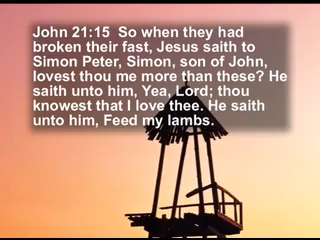 John 21:15  So when they had
broken their fast, Jesus saith to
Simon Peter, Simon, son of John,
lovest thou me more than these? He
saith unto him, Yea, Lord; thou
knowest that I love thee. He saith
unto him, Feed my lambs.